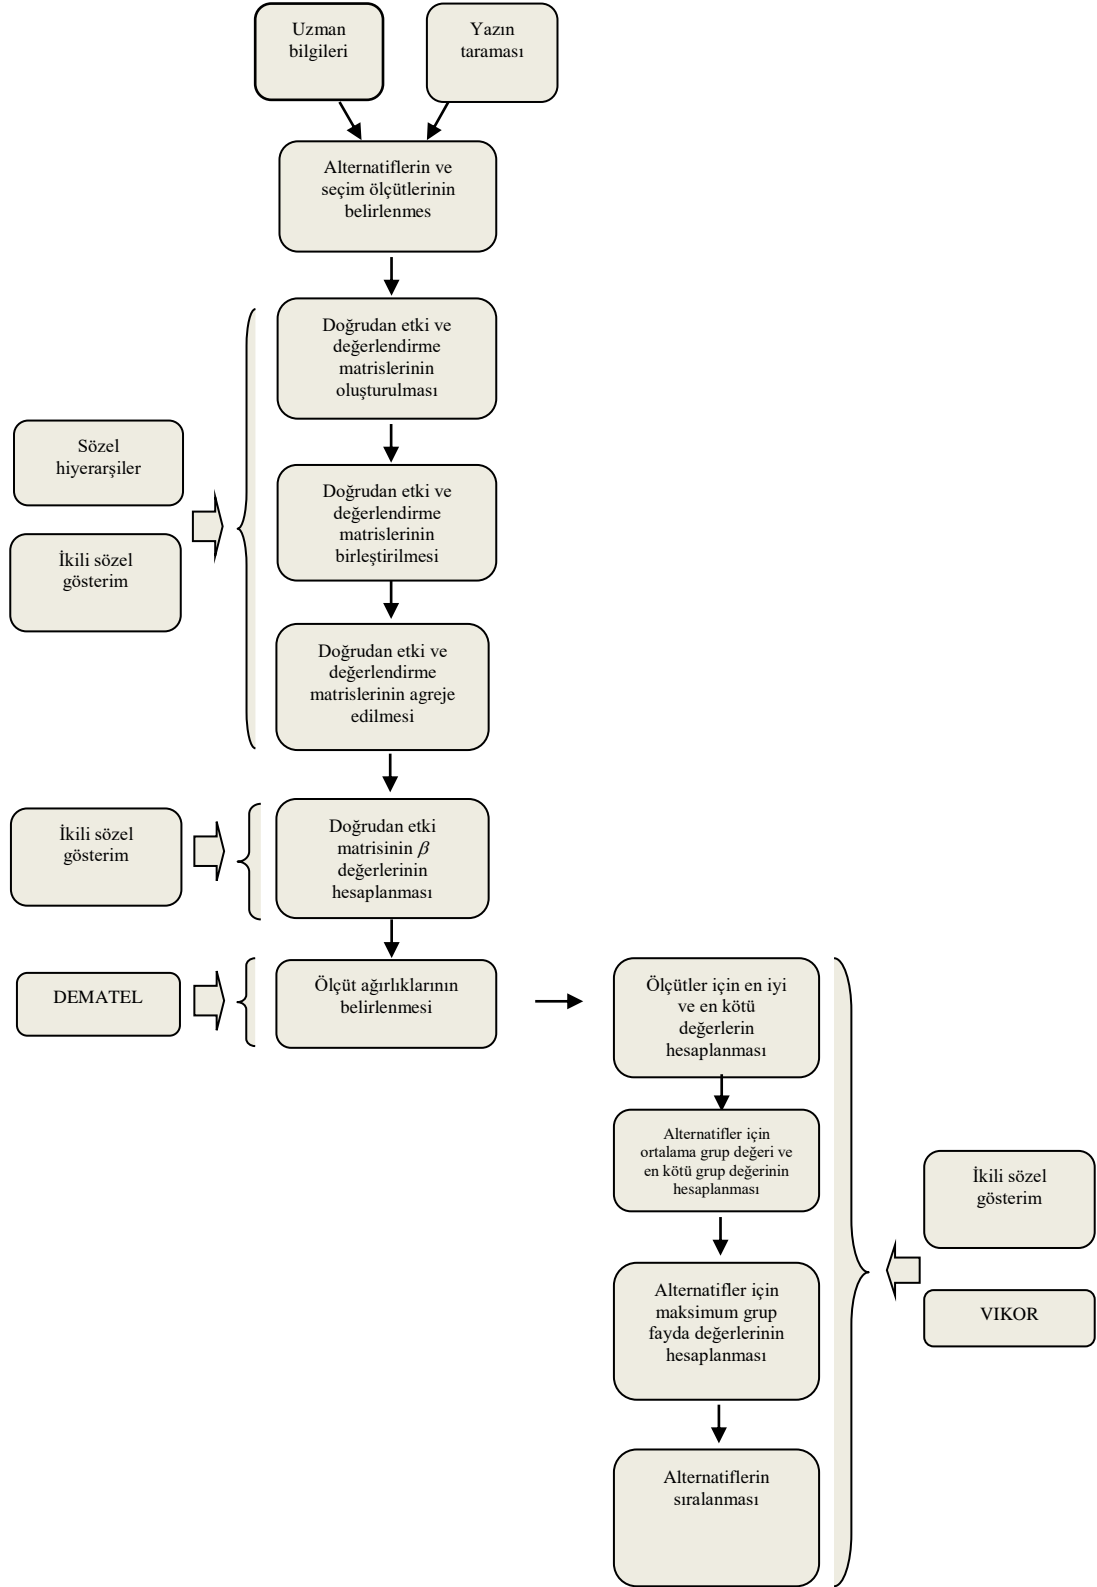 Uzman
bilgileri
Yazın
taraması
Alternatiflerin ve
seçim ölçütlerinin
belirlenmes
Doğrudan etki ve
değerlendirme
matrislerinin
oluşturulması
Sözel
hiyerarşiler
İkili sözel
gösterim
Doğrudan etki ve
değerlendirme
matrislerinin
birleştirilmesi
Doğrudan etki ve
değerlendirme
matrislerinin agreje
edilmesi
İkili sözel
gösterim
Doğrudan etki
matrisinin β
değerlerinin
hesaplanması
DEMATEL
Ölçüt ağırlıklarının
belirlenmesi
Ölçütler için en iyi
ve en kötü
değerlerin
hesaplanması
Alternatifler için
ortalama grup değeri ve
en kötü grup değerinin
hesaplanması
İkili sözel
gösterim
Alternatifler için
maksimum grup
fayda değerlerinin
hesaplanması
VIKOR
Alternatiflerin
sıralanması